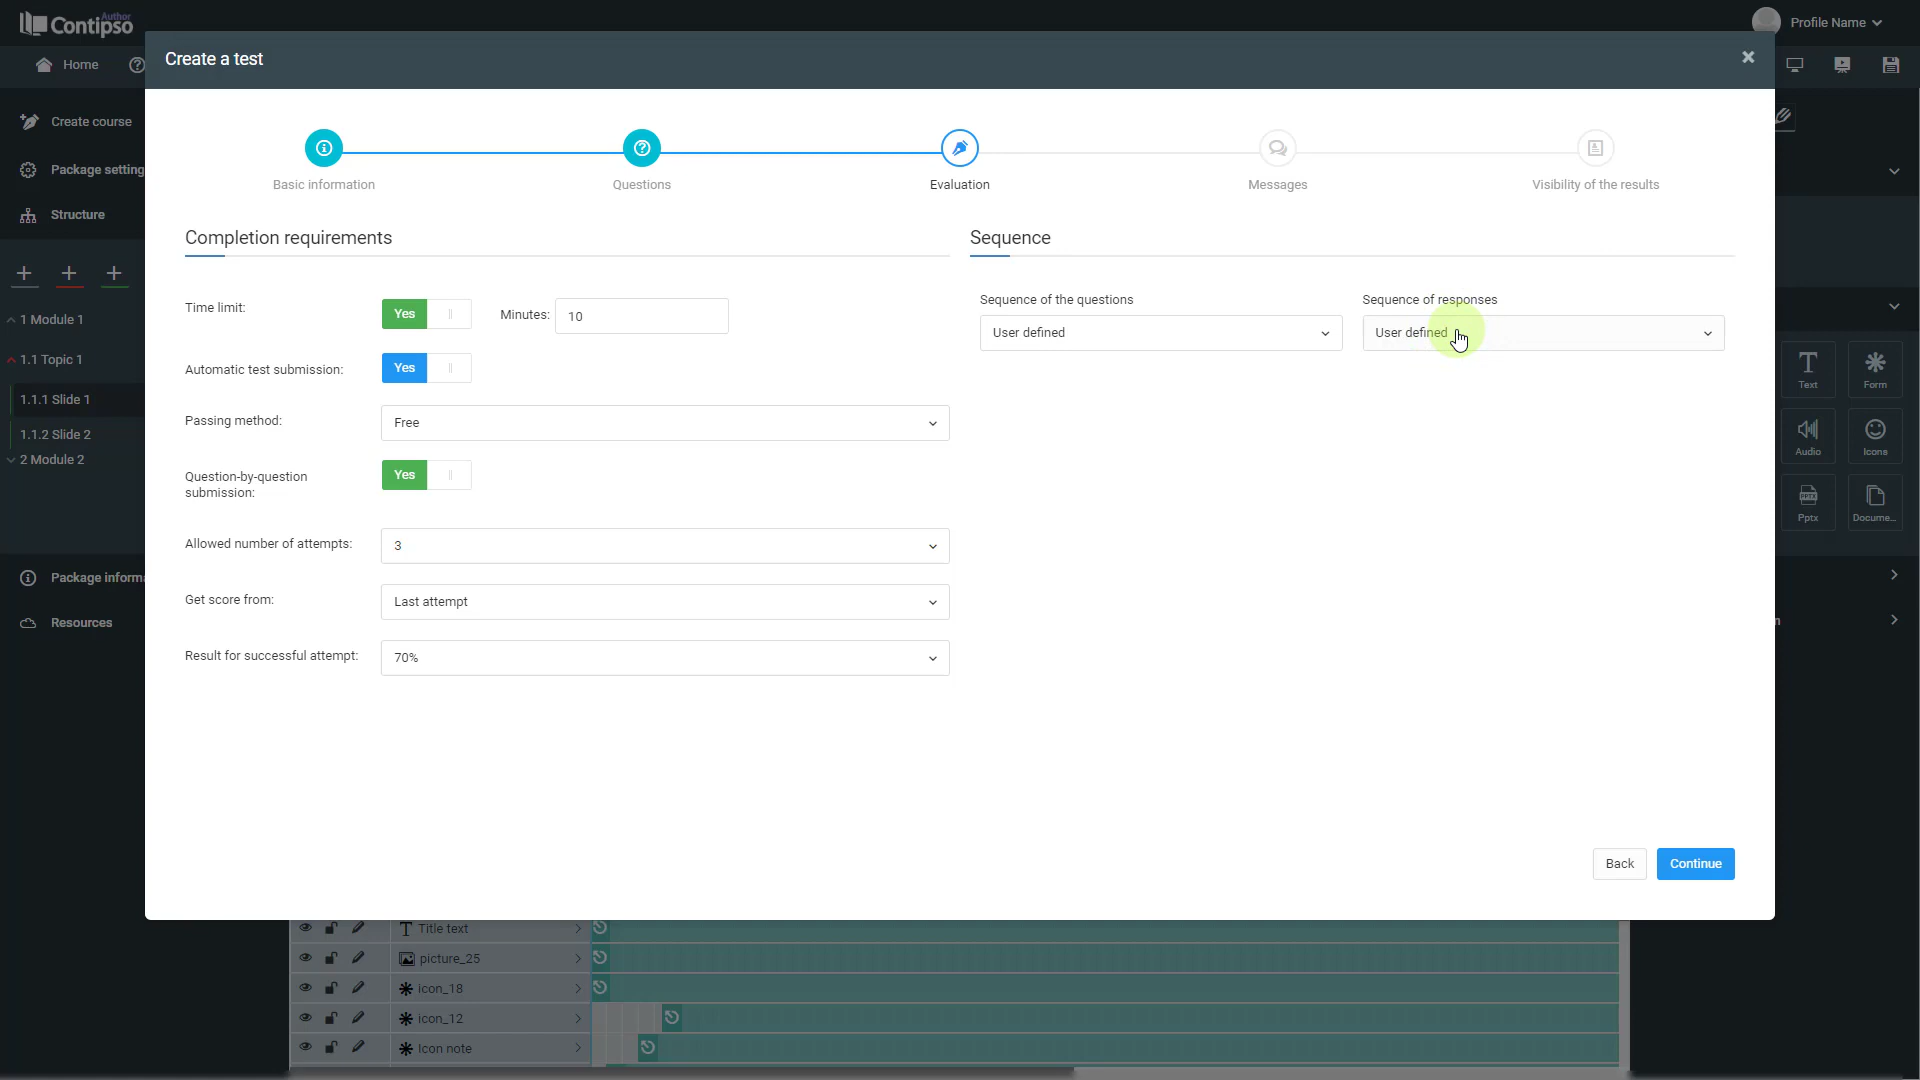 Author
Contipso
Profile Name
Home
Create a test
Create course
Package setting
Structure
1 Module 1
1.1 Topic 1
1.1.1 Slide 1
1.1.2 Slide 2
2 Module 2
Package informa
Resources
Basic information
Questions
Evaluation
Messages
Visibility of the results
Completion requirements
Time limit:
Yes
Minutes:
10
Automatic test submission:
Yes
Passing method:
Free
Question-by-question
submission:
Yes
Allowed number of attempts:
3
Get score from:
Last attempt
Result for successful attempt:
70%
Sequence
Sequence of the questions
User defined
Sequence of responses
User defined
Back
Continue
Text
Form
Audio
Icons
Pptx
Docume...
n
Title text
picture_25
icon_18
icon_12
Icon note